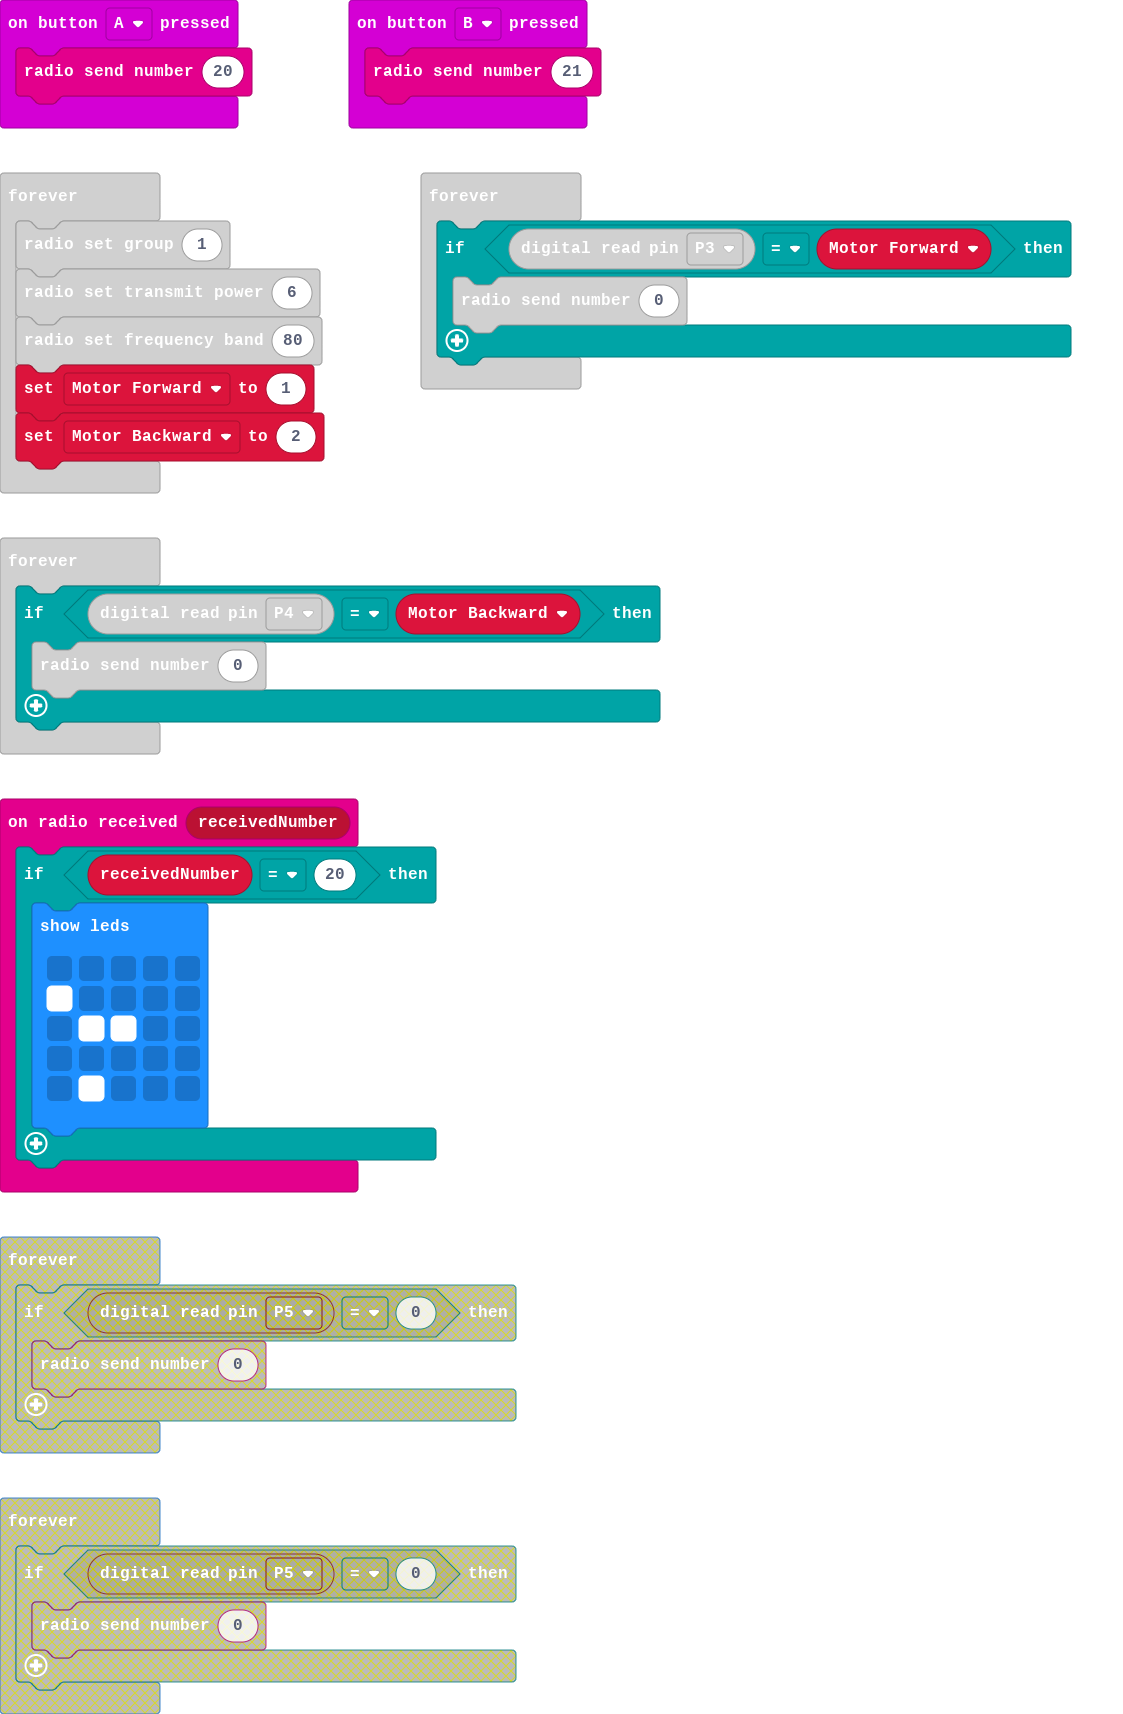 on button A pressed
radio send number 20
on button B pressed
radio send number 21
forever
radio set group 1
radio set transmit power 6
radio set frequency band 80
set Motor Forward to 1
set Motor Backward to 2
forever
if digital read pin P3 = Motor Forward then
radio send number 0
forever
if digital read pin P4 = Motor Backward then
radio send number 0
on radio received receivedNumber
if receivedNumber = 20 then
show leds
forever
if digital read pin P5 = 0 then
radio send number 0
forever
if digital read pin P5 = 0 then
radio send number 0